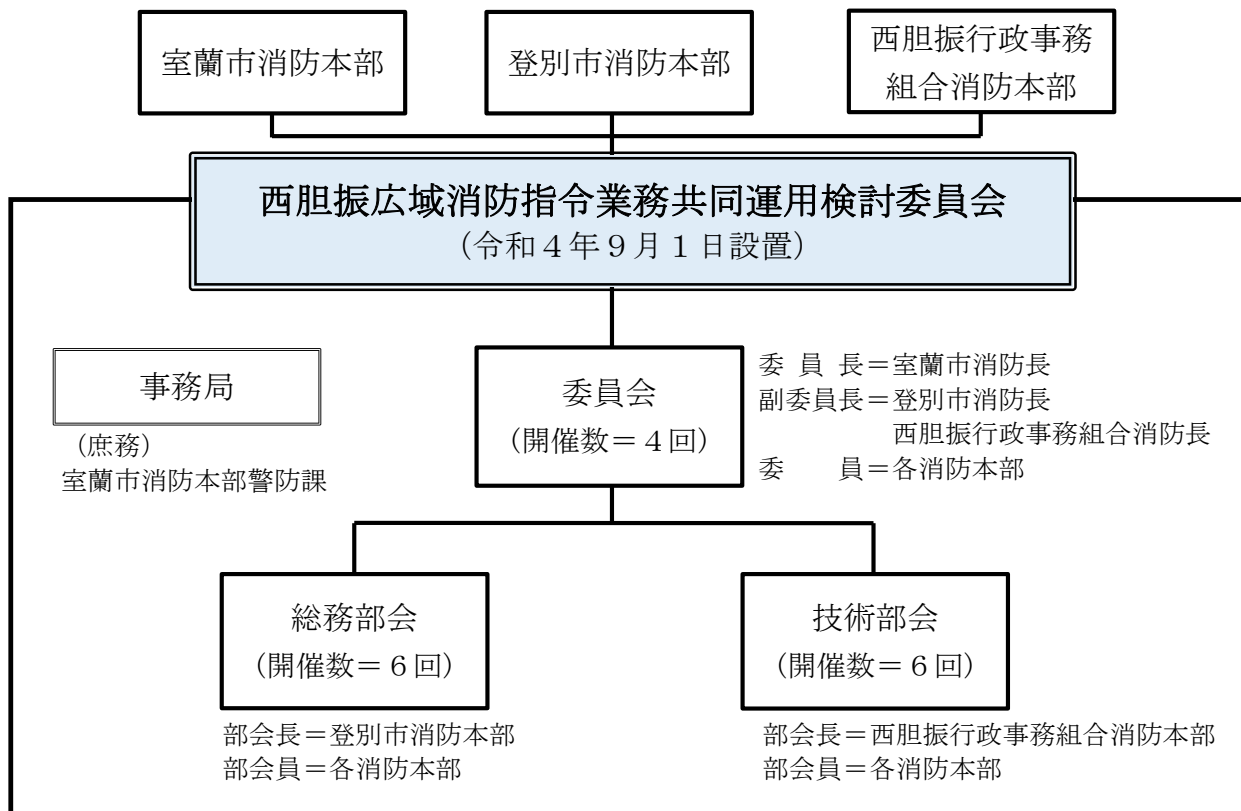 室蘭市消防本部
登別市消防本部
西胆振行政事務
組合消防本部
西胆振広域消防指令業務共同運用検討委員会
（令和４年９月１日設置）
事務局
（庶務）
室蘭市消防本部警防課
委員会
（開催数＝４回）
委 員 長＝室蘭市消防長
副委員長＝登別市消防長
西胆振行政事務組合消防長
委　　員＝各消防本部
総務部会
（開催数＝６回）
部会長＝登別市消防本部
部会員＝各消防本部
技術部会
（開催数＝６回）
部会長＝西胆振行政事務組合消防本部
部会員＝各消防本部